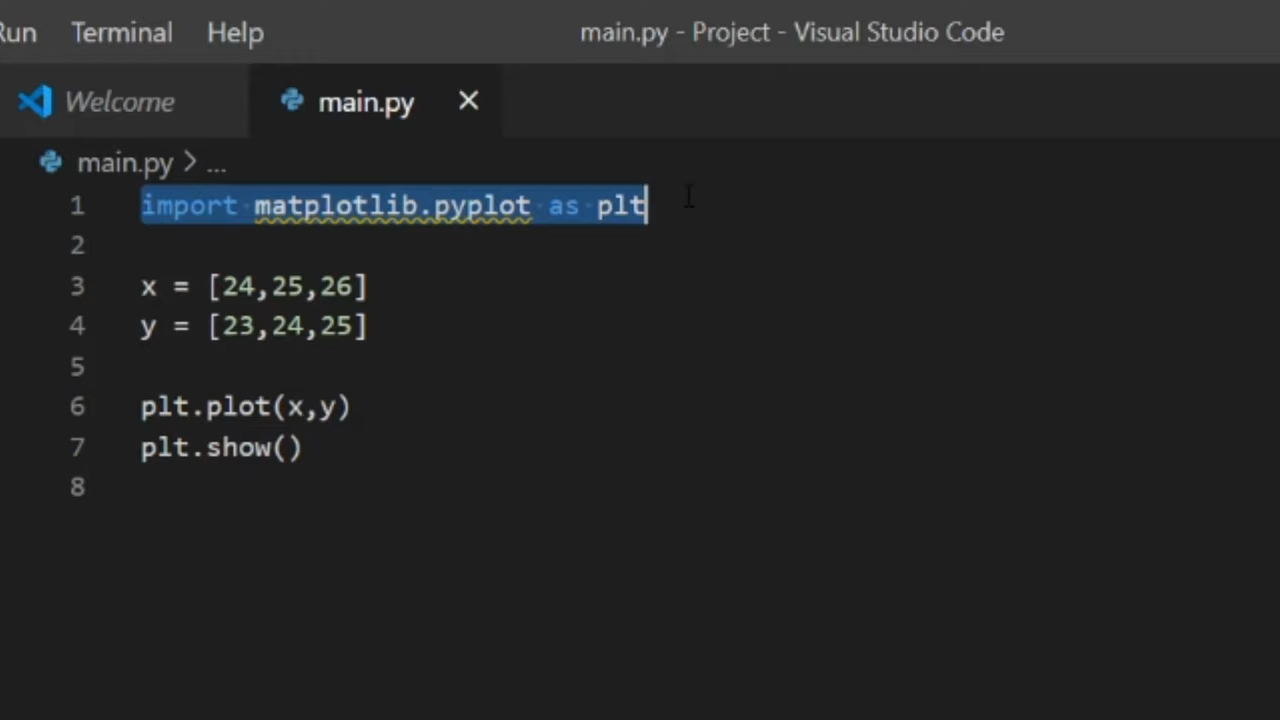 Run Terminal Help main.py - Project - Visual Studio Code
Welcome main.py
main.py > ...
1 import matplotlib.pyplot as plt
2
3 x = [24,25,26]
4 y = [23,24,25]
5
6 plt.plot(x,y)
7 plt.show()
8